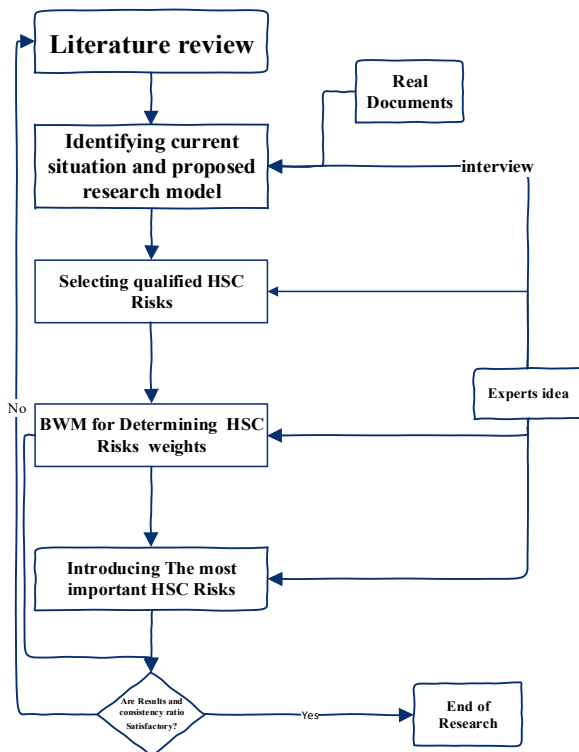 Literature review
Real
Documents
Identifying current
situation and proposed
research model
interview
Selecting qualified HSC
Risks
Experts idea
No
BWM for Determining HSC
Risks weights
Introducing The most
important HSC Risks
Are Results and
consistency ratio
Satisfactory?
Yes
End of
Research